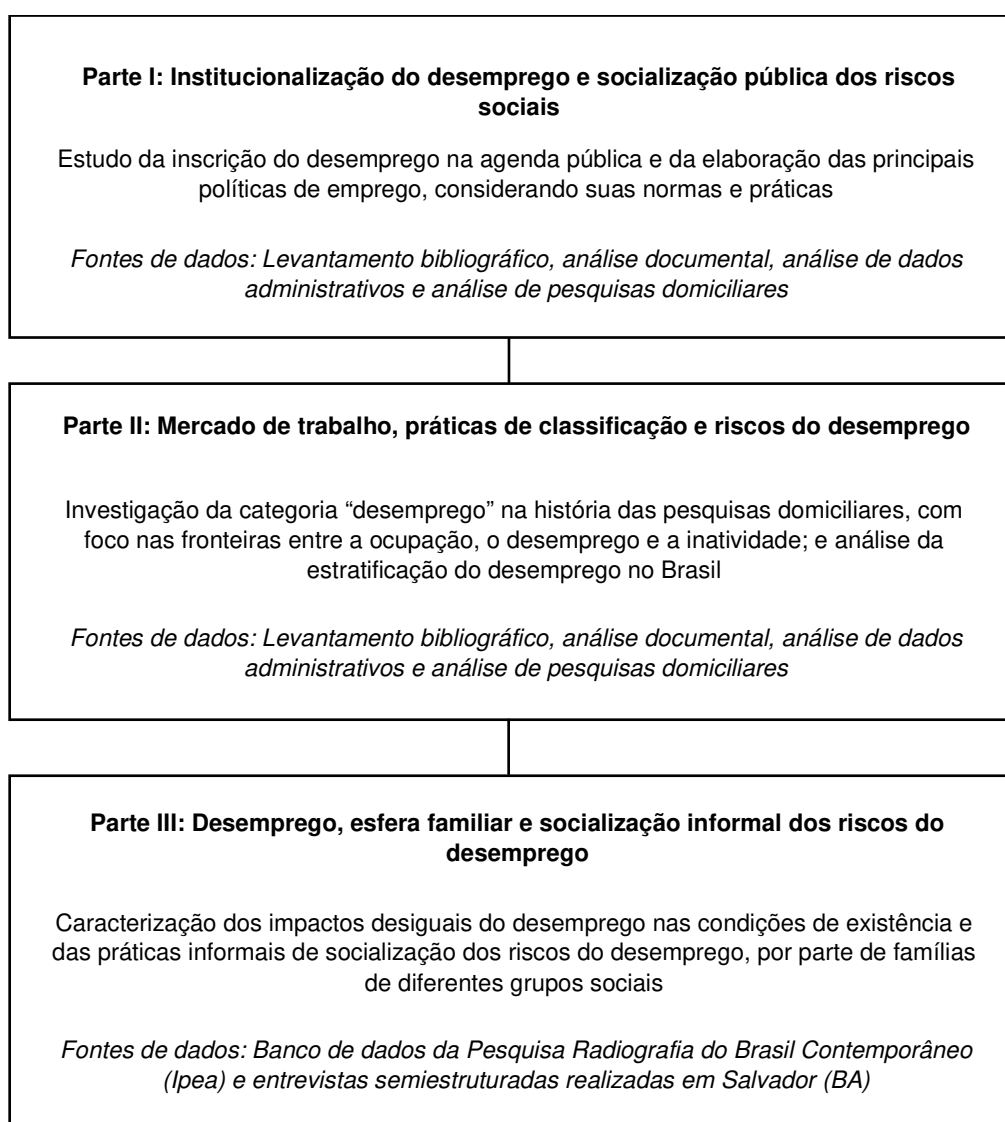 Parte I: Institucionalização do desemprego e socialização pública dos riscos
sociais
Estudo da inscrição do desemprego na agenda pública e da elaboração das principais
políticas de emprego, considerando suas normas e práticas
Fontes de dados: Levantamento bibliográfico, análise documental, análise de dados
administrativos e análise de pesquisas domiciliares
Parte II: Mercado de trabalho, práticas de classificação e riscos do desemprego
Investigação da categoria “desemprego” na história das pesquisas domiciliares, com
foco nas fronteiras entre a ocupação, o desemprego e a inatividade; e análise da
estratificação do desemprego no Brasil
Fontes de dados: Levantamento bibliográfico, análise documental, análise de dados
administrativos e análise de pesquisas domiciliares
Parte III: Desemprego, esfera familiar e socialização informal dos riscos do
desemprego
Caracterização dos impactos desiguais do desemprego nas condições de existência e
das práticas informais de socialização dos riscos do desemprego, por parte de famílias
de diferentes grupos sociais
Fontes de dados: Banco de dados da Pesquisa Radiografia do Brasil Contemporâneo
(Ipea) e entrevistas semiestruturadas realizadas em Salvador (BA)